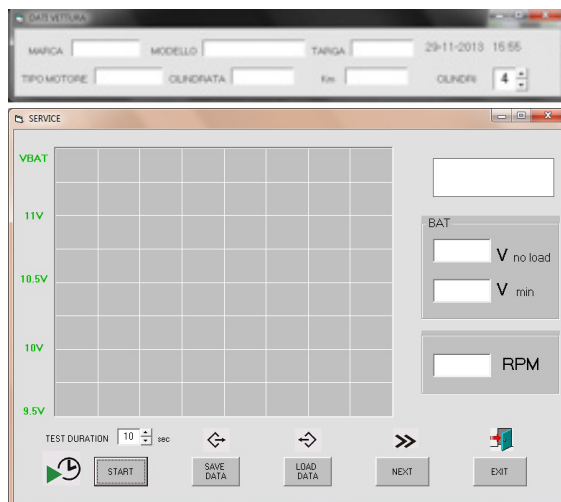 DATI VETTURA
MARCA MODELLO TARGA 29-11-2013 15:55
TIPO MOTORE CILINDRATA Km CILINDRI 4
SERVICE
VBAT
11V
10.5V
10V
9.5V
BAT
V no load
V min
RPM
TEST DURATION 10 sec
START
SAVE DATA
LOAD DATA
NEXT
EXIT